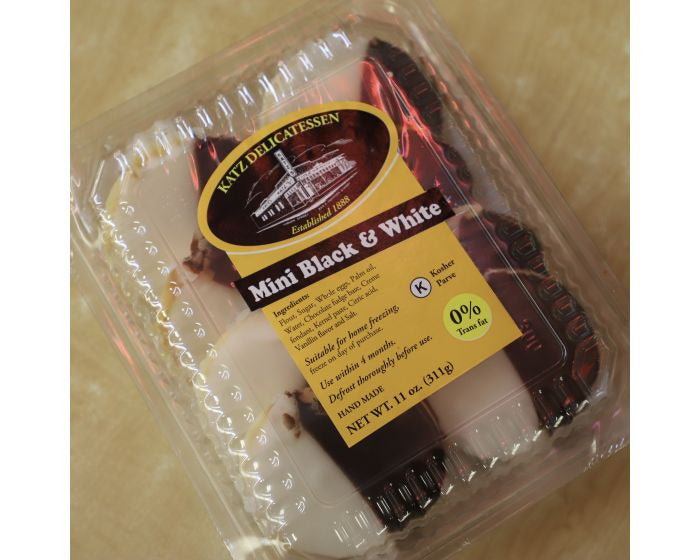 KATZ DELICATESSEN
Established 1888
Mini Black & White
Ingredients:
Flour, Sugar, Whole eggs, Palm oil,
Water, Chocolate fudge base, Creme
fondant, Kernel paste, Citric acid,
Vanillin flavor and Salt.
K
Kosher
Parve
Suitable for home freezing,
freeze on day of purchase.
Use within 4 months.
Defrost thoroughly before use.
0%
Trans fat
HAND MADE
NET WT. 11 oz. (311g)